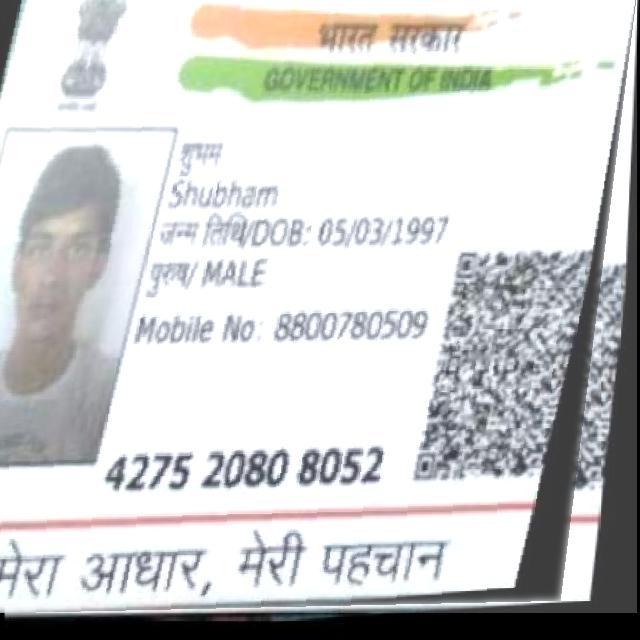 भारत सरकार
GOVERNMENT OF INDIA
शुभम
Shubham
जन्म तिथि/DOB: 05/03/1997
पुरुष/ MALE
Mobile No: 8800780509
4275 2080 8052
मेरा आधार, मेरी पहचान